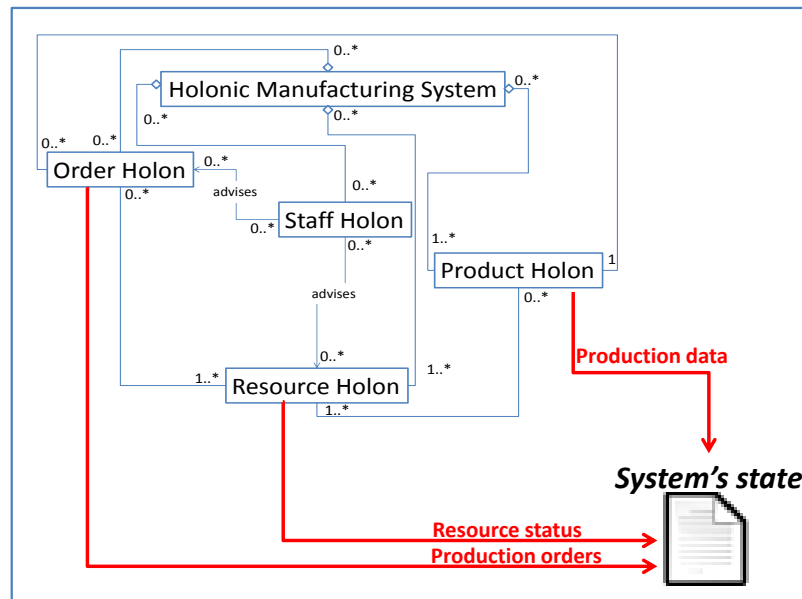 0..*
0..*
Holonic Manufacturing System
0..*
0..*
0..*
0..*
0..*
Order Holon
0..*
advises
0..*
0..*
0..*
Staff Holon
0..*
1..*
Product Holon
1
0..*
advises
0..*
1..*
Resource Holon
1..*
1..*
Production data
System's state
Resource status
Production orders